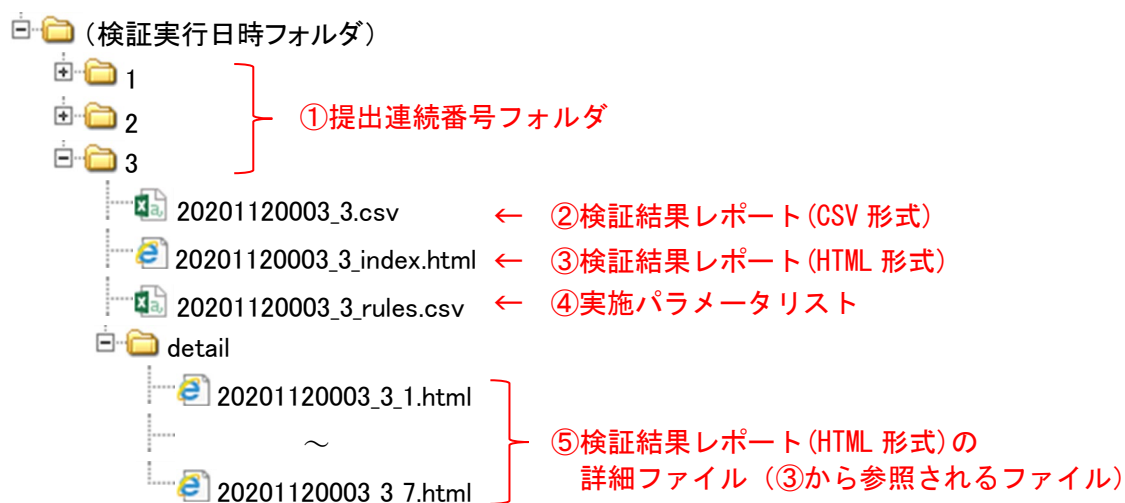 （検証実行日時フォルダ）
1
2
①提出連続番号フォルダ
3
20201120003_3.csv ← ②検証結果レポート(CSV 形式)
20201120003_3_index.html ← ③検証結果レポート(HTML 形式)
20201120003_3_rules.csv ← ④実施パラメータリスト
detail
20201120003_3_1.html
～
⑤検証結果レポート(HTML 形式)の
詳細ファイル（③から参照されるファイル）
20201120003_3_7.html